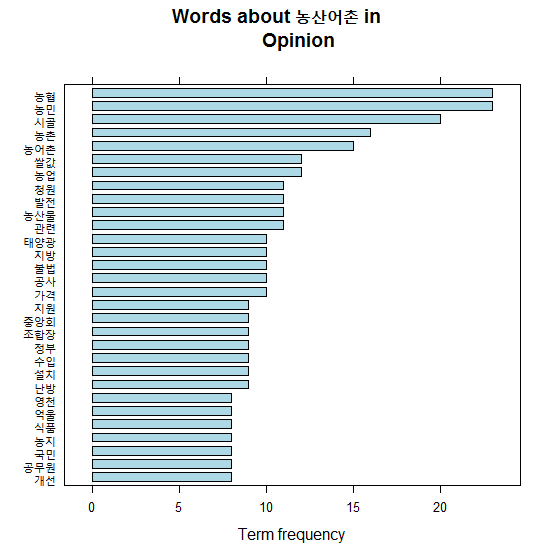 Words about 농산어촌 in
Opinion
농협
농민
시골
농촌
농어촌
쌀값
농업
청원
발전
농산물
관련
태양광
지방
불법
공사
가격
지원
중앙회
조합장
정부
수입
설치
난방
영천
억울
식품
농지
국민
공무원
개선
0 5 10 15 20
Term frequency